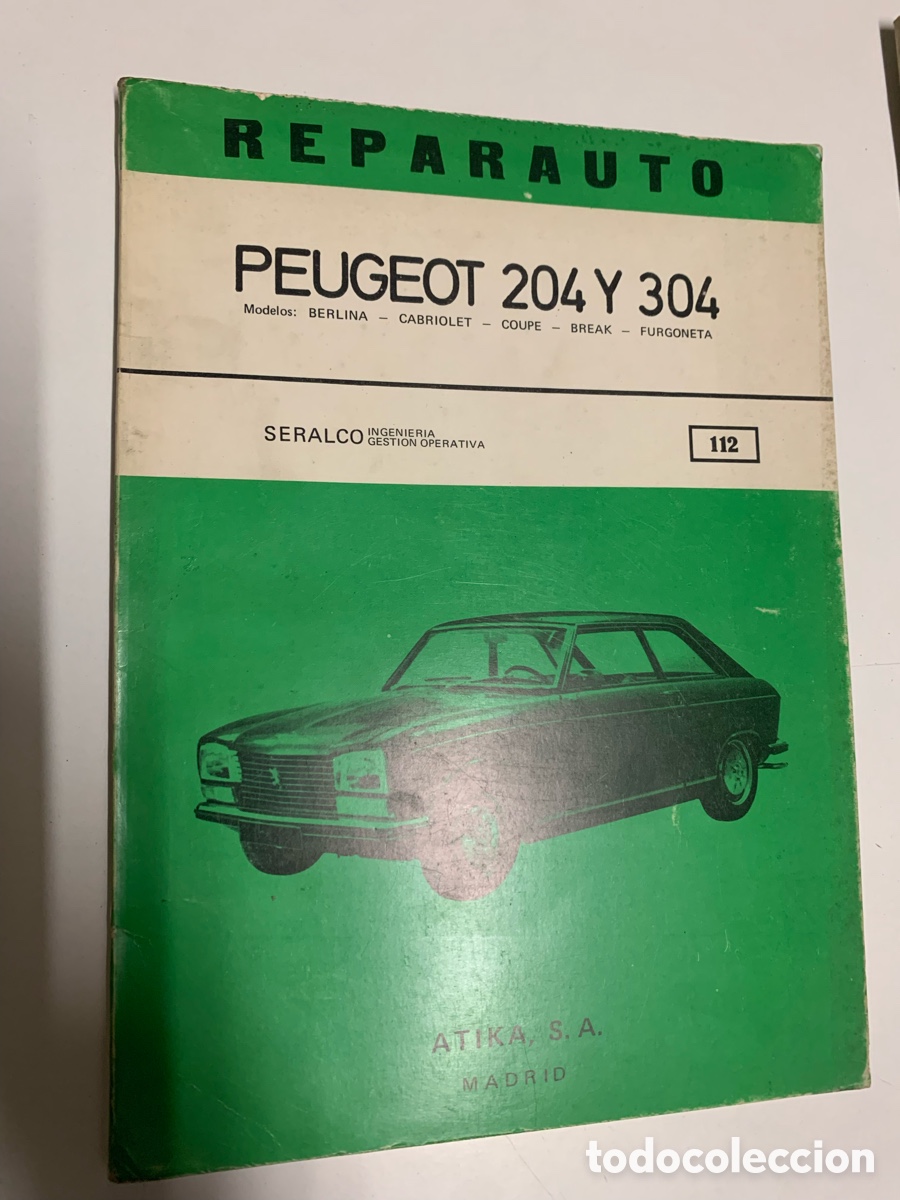 REPARAUTO
PEUGEOT 204 Y 304
Modelos: BERLINA – CABRIOLET – COUPE – BREAK – FURGONETA
SERALCO INGENIERIA
GESTION OPERATIVA
112
ATIKA, S. A.
MADRID
todocoleccion